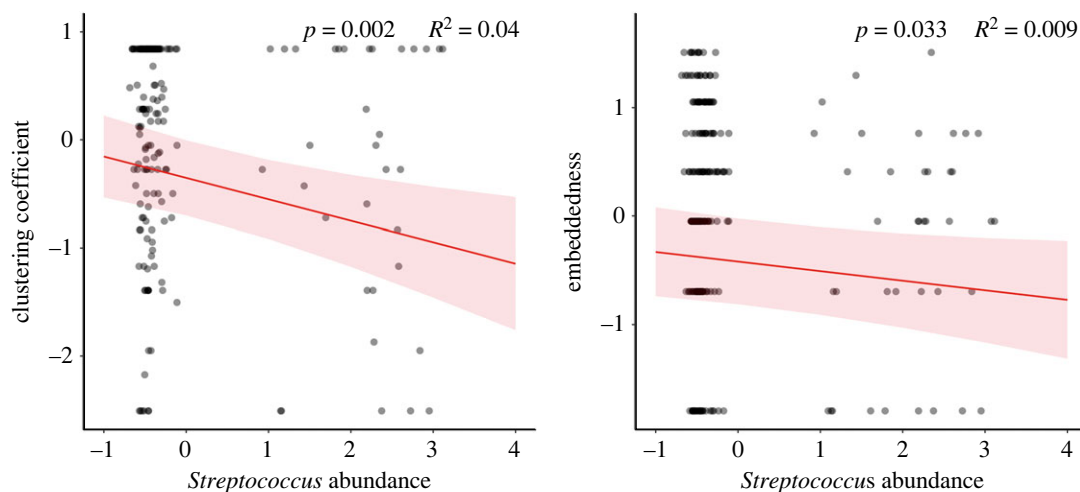 p = 0.002 R² = 0.04
clustering coefficient
1
0
–1
–2
–1 0 1 2 3 4
Streptococcus abundance
p = 0.033 R² = 0.009
embeddedness
1
0
–1
–1 0 1 2 3 4
Streptococcus abundance